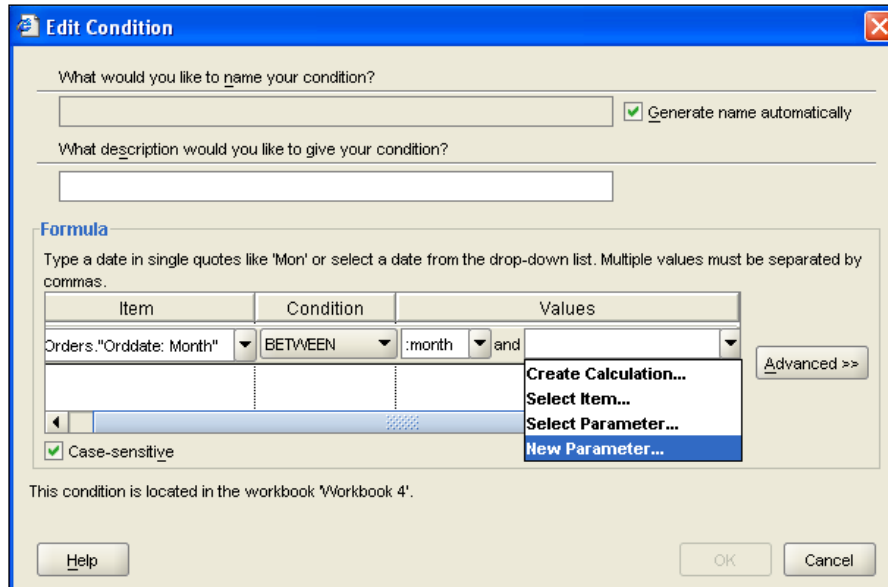 Edit Condition
What would you like to name your condition?
Generate name automatically
What description would you like to give your condition?
Formula
Type a date in single quotes like 'Mon' or select a date from the drop-down list. Multiple values must be separated by
commas.
Item Condition Values
Orders."Orddate: Month" BETWEEN :month and
Advanced >>
Create Calculation...
Select Item...
Select Parameter...
New Parameter...
Case-sensitive
This condition is located in the workbook 'Workbook 4'.
Help OK Cancel